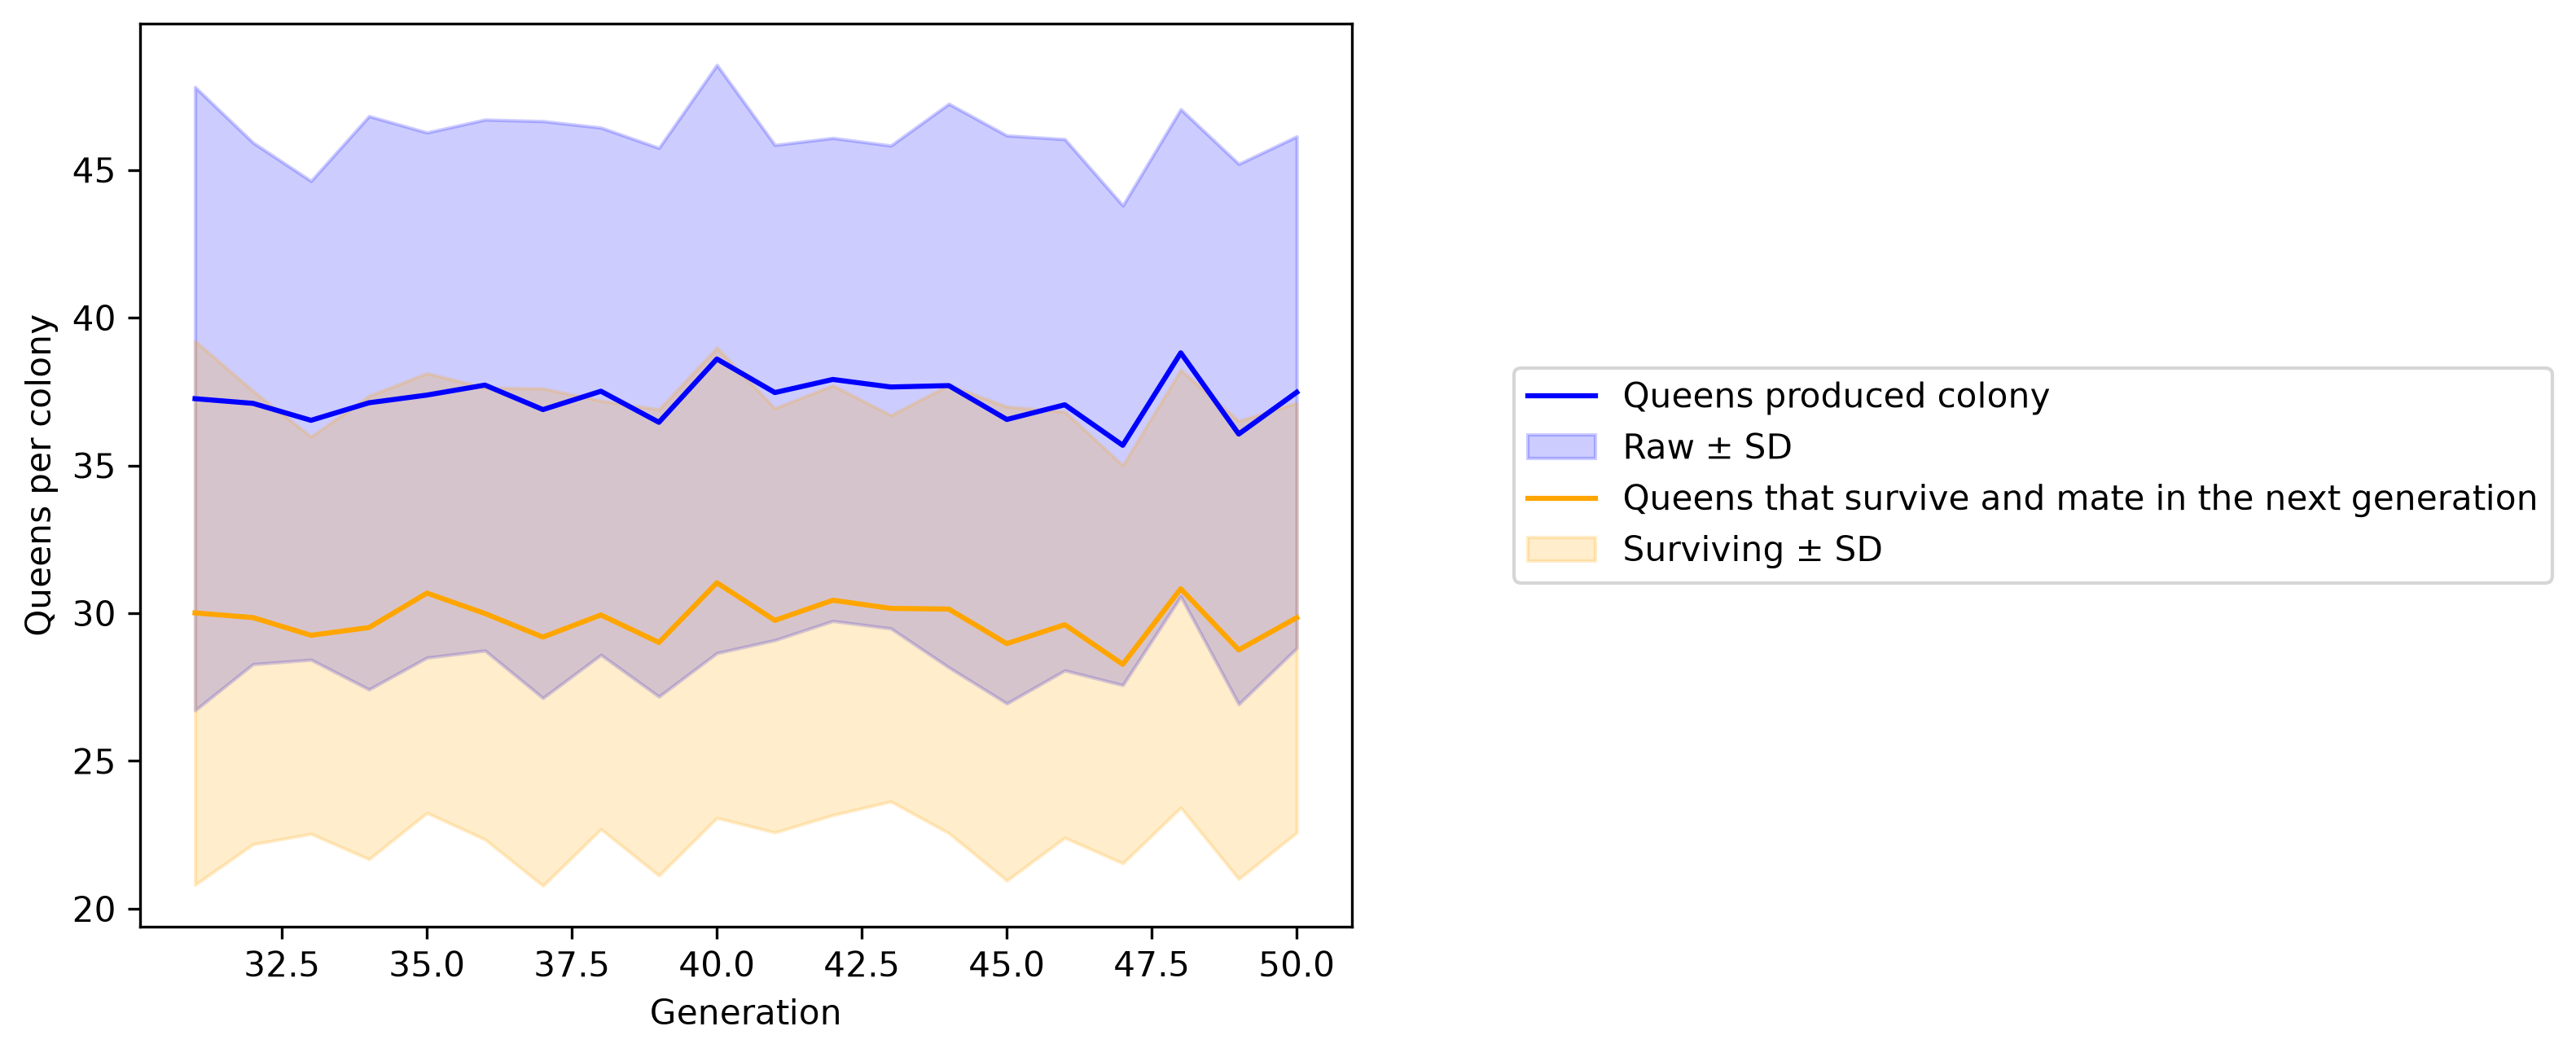 45
40
35
30
25
20
Queens per colony
32.5 35.0 37.5 40.0 42.5 45.0 47.5 50.0
Generation
Queens produced colony
Raw ± SD
Queens that survive and mate in the next generation
Surviving ± SD